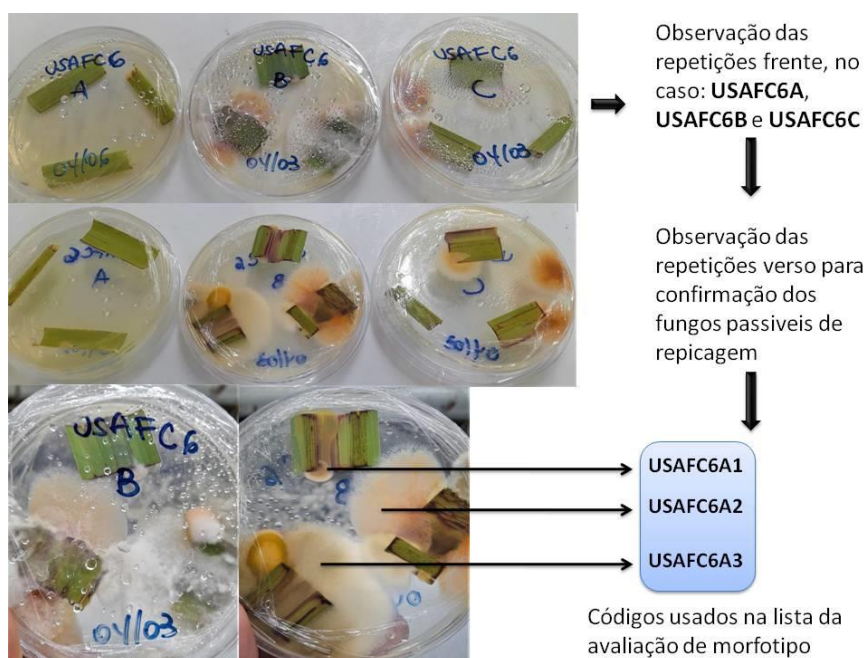 USAFC6
A
04/06
USAFC6
B
04/03
USAFC6
C
04/03
Observação das
repetições frente, no
caso: USAFC6A,
USAFC6B e USAFC6C
A
Observação das
repetições verso para
confirmação dos
fungos passiveis de
repicagem
USAFC6
B
04/03
USAFC6A1
USAFC6A2
USAFC6A3
Códigos usados na lista da
avaliação de morfotipo